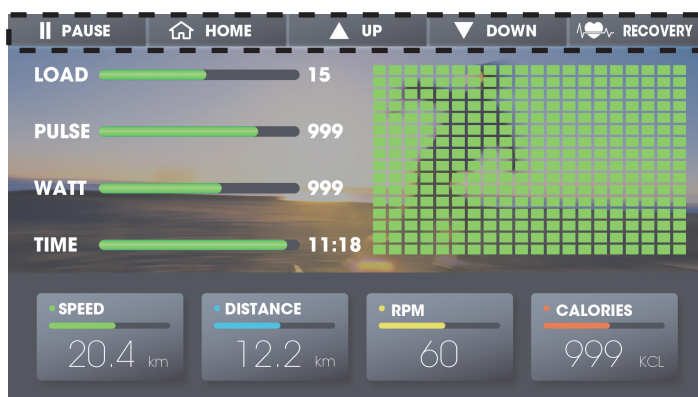 PAUSE HOME UP DOWN RECOVERY
LOAD 15
PULSE 999
WATT 999
TIME 11:18
SPEED DISTANCE RPM CALORIES
20.4 km 12.2 km 60 999 KCL